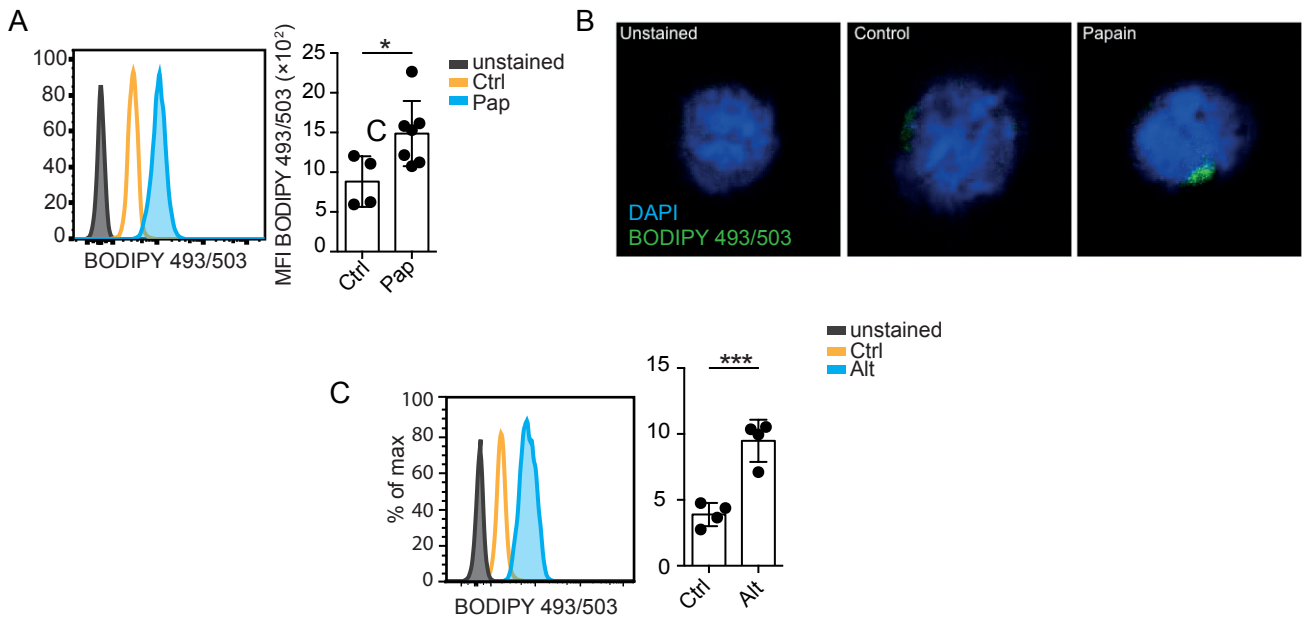 A
100
80
60
40
20
0
BODIPY 493/503
MFI BODIPY 493/503 (×10²)
25
20
15
10
5
0
*
C
Ctrl
Pap
unstained
Ctrl
Pap
B
Unstained
Control
Papain
DAPI
BODIPY 493/503
C
% of max
100
80
60
40
20
0
BODIPY 493/503
15
10
5
0
***
Ctrl
Alt
unstained
Ctrl
Alt